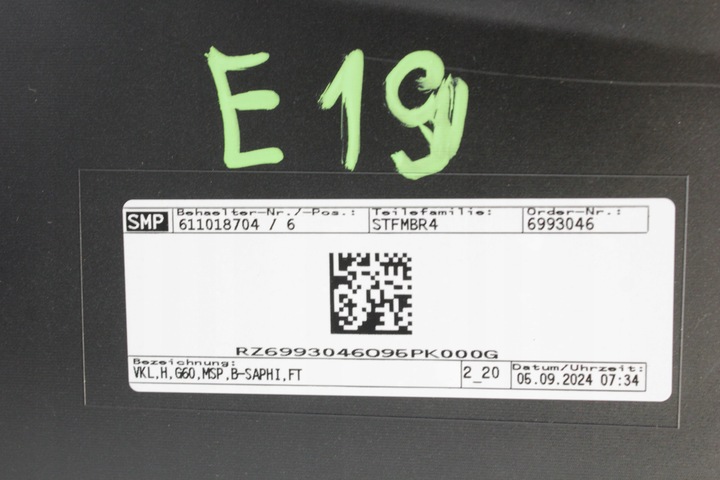 E19
SMP
Behaelter-Nr./-Pos.: Teilefamilie: Order-Nr.:
611018704 / 6 STFMBR4 6993046
RZ6993046O96PK000G
Bezeichnung: Datum/Uhrzeit:
VKL,H,G60,MSP,B-SAPHI,FT 2_20 05.09.2024 07:34